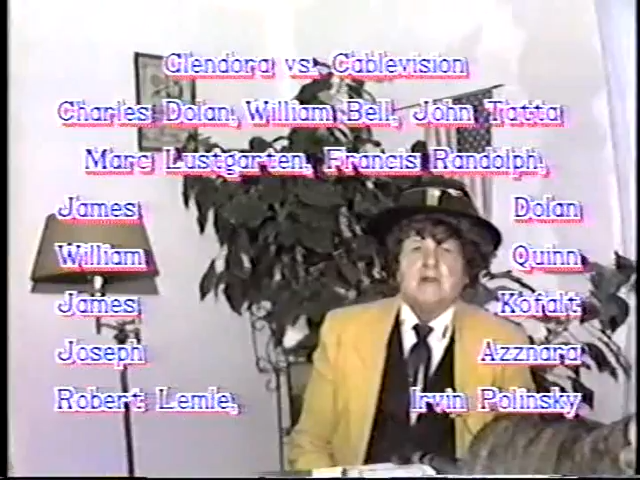 Glendora vs. Cablevision
Charles Dolan, William Bell, John Tatta
Marc Lustgarten, Francis Randolph,
James Dolan
William Quinn
James Kofalt
Joseph Azznara
Robert Lemle, Irvin Polinsky